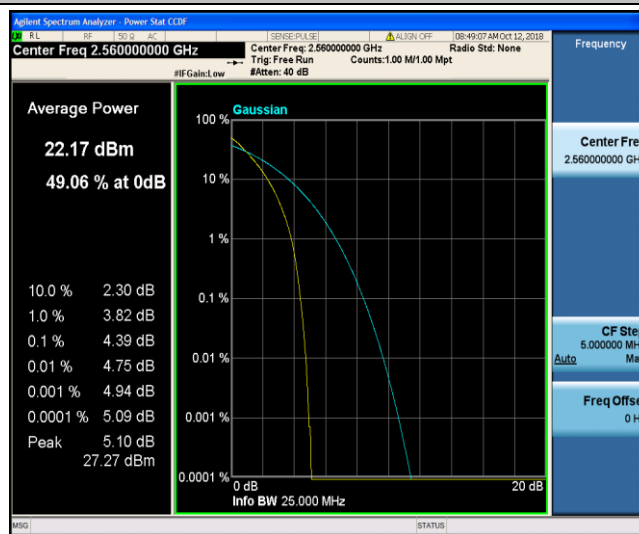 Agilent Spectrum Analyzer - Power Stat CCDF
RL RF 50 Ω AC SENSE:PULSE ALIGN OFF 08:49:07 AM Oct 12, 2018
Center Freq 2.560000000 GHz
Center Freq: 2.560000000 GHz Radio Std: None
Trig: Free Run Counts:1.00 M/1.00 Mpt
#IFGain:Low #Atten: 40 dB
Frequency
Average Power
22.17 dBm
49.06 % at 0dB
10.0 % 2.30 dB
1.0 % 3.82 dB
0.1 % 4.39 dB
0.01 % 4.75 dB
0.001 % 4.94 dB
0.0001 % 5.09 dB
Peak 5.10 dB
27.27 dBm
Gaussian
100 %
10 %
1 %
0.1 %
0.01 %
0.001 %
0.0001 %
0 dB 20 dB
Info BW 25.000 MHz
Center Fre
2.560000000 GH
CF Ste
5.000000 MH
Auto Ma
Freq Offse
0 H
MSG STATUS